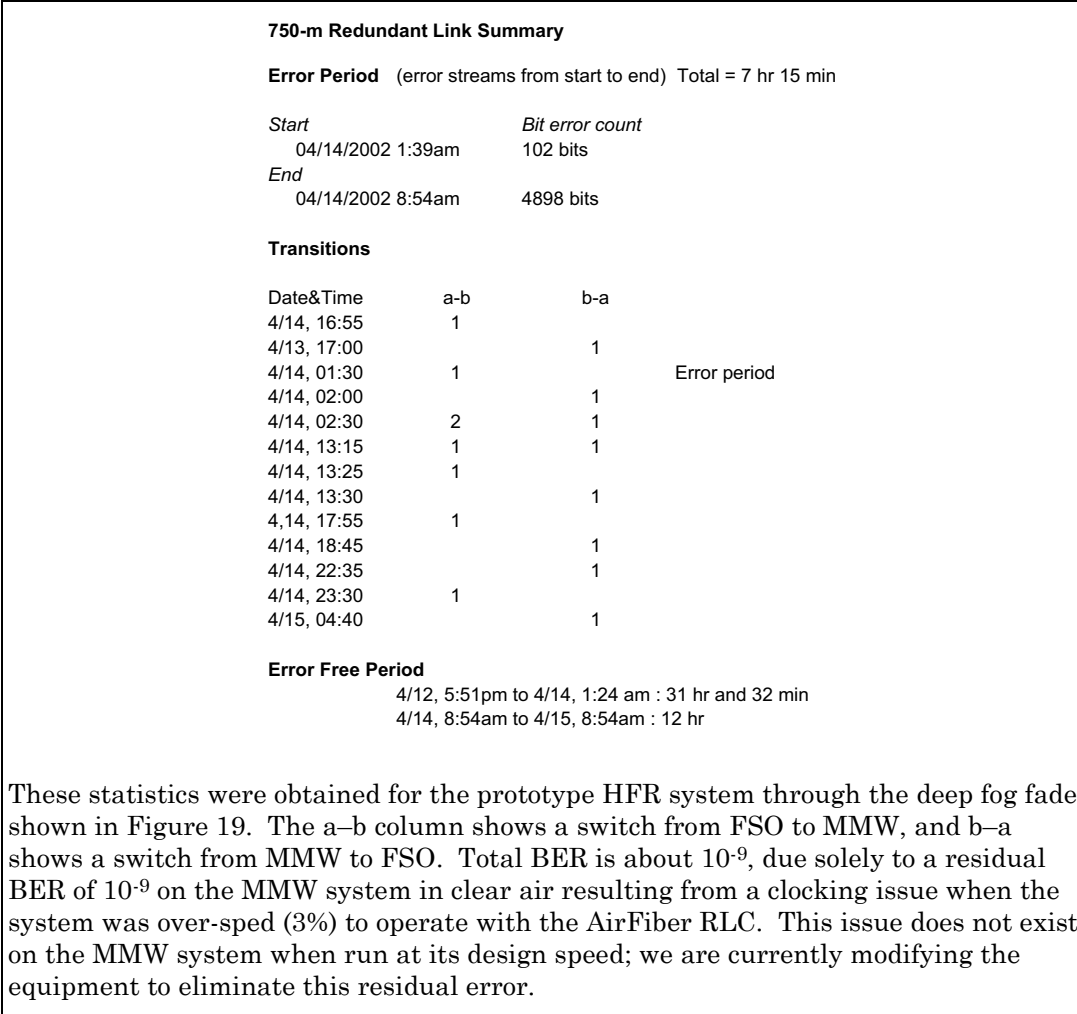 750-m Redundant Link Summary
Error Period (error streams from start to end) Total = 7 hr 15 min
Start Bit error count
04/14/2002 1:39am 102 bits
End
04/14/2002 8:54am 4898 bits
Transitions
Date&Time a-b b-a
4/14, 16:55 1
4/13, 17:00 1
4/14, 01:30 1 Error period
4/14, 02:00 1
4/14, 02:30 2 1
4/14, 13:15 1 1
4/14, 13:25 1
4/14, 13:30 1
4,14, 17:55 1
4/14, 18:45 1
4/14, 22:35 1
4/14, 23:30 1
4/15, 04:40 1
Error Free Period
4/12, 5:51pm to 4/14, 1:24 am : 31 hr and 32 min
4/14, 8:54am to 4/15, 8:54am : 12 hr
These statistics were obtained for the prototype HFR system through the deep fog fade
shown in Figure 19. The a–b column shows a switch from FSO to MMW, and b–a
shows a switch from MMW to FSO. Total BER is about 10-9, due solely to a residual
BER of 10-9 on the MMW system in clear air resulting from a clocking issue when the
system was over-sped (3%) to operate with the AirFiber RLC. This issue does not exist
on the MMW system when run at its design speed; we are currently modifying the
equipment to eliminate this residual error.